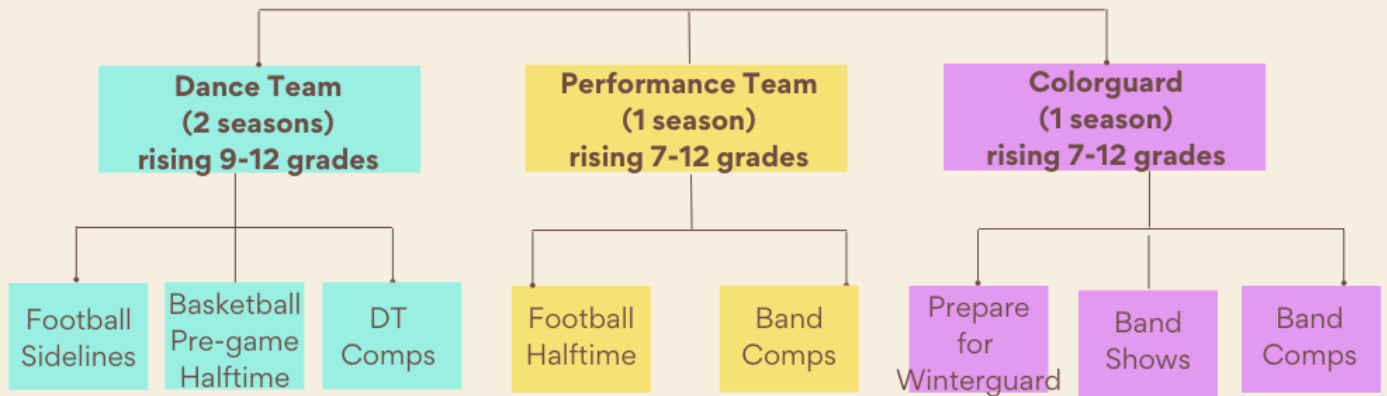 Dance Team
(2 seasons)
rising 9-12 grades
Performance Team
(1 season)
rising 7-12 grades
Colorguard
(1 season)
rising 7-12 grades
Football
Sidelines
Basketball
Pre-game
Halftime
DT
Comps
Football
Halftime
Band
Comps
Prepare
for
Winterguard
Band
Shows
Band
Comps